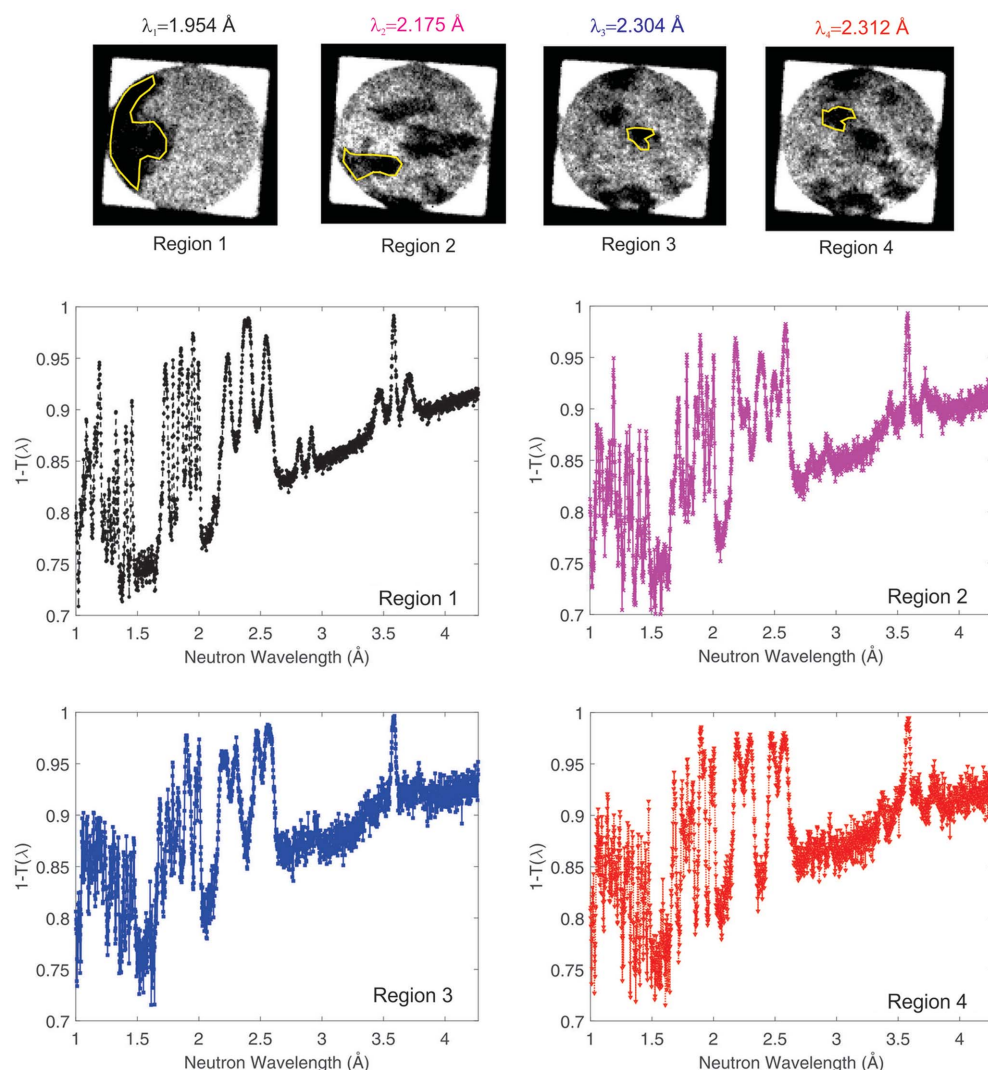 λ₁=1.954 Å λ₂=2.175 Å λ₃=2.304 Å λ₄=2.312 Å
Region 1 Region 2 Region 3 Region 4
1
0.95
0.9
0.85
0.8
0.75
0.7
1-T(λ)
Region 1
1 1.5 2 2.5 3 3.5 4
Neutron Wavelength (Å)
1
0.95
0.9
0.85
0.8
0.75
0.7
1-T(λ)
Region 2
1 1.5 2 2.5 3 3.5 4
Neutron Wavelength (Å)
1
0.95
0.9
0.85
0.8
0.75
0.7
1-T(λ)
Region 3
1 1.5 2 2.5 3 3.5 4
Neutron Wavelength (Å)
1
0.95
0.9
0.85
0.8
0.75
0.7
1-T(λ)
Region 4
1 1.5 2 2.5 3 3.5 4
Neutron Wavelength (Å)